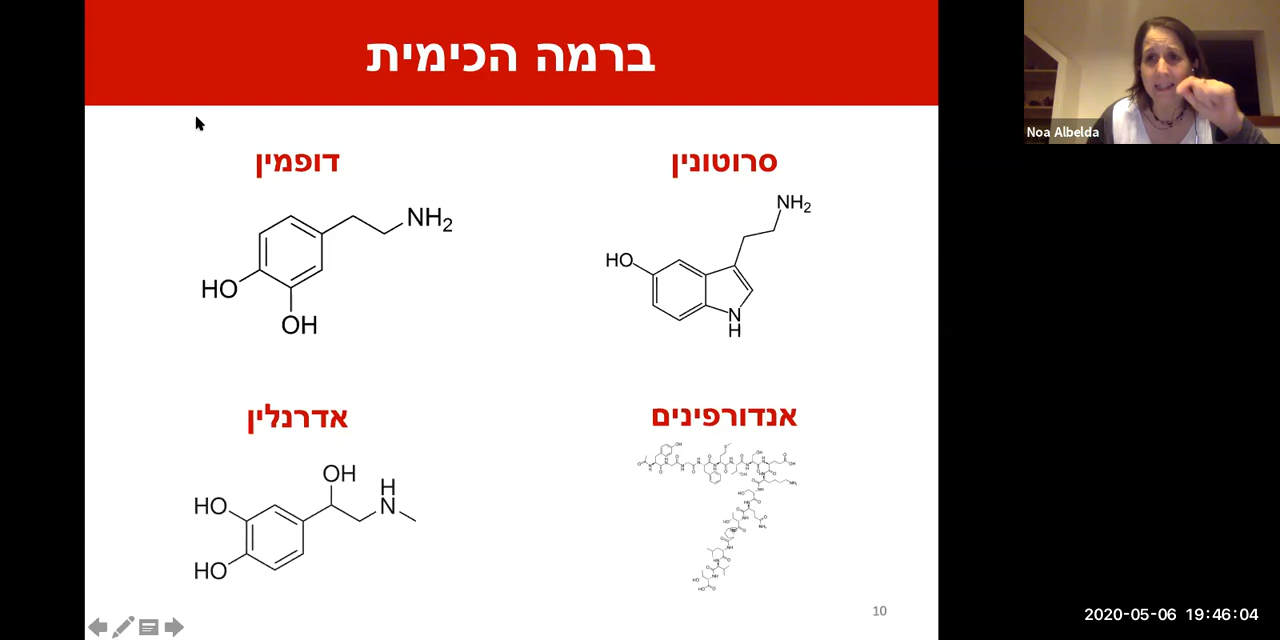 ברמה הכימית
Noa Albelda
סרוטונין
דופמין
NH₂
HO
N
H
NH₂
HO
OH
אנדורפינים
אדרנלין
OH
HO
H
N
HO
10
2020-05-06 19:46:04